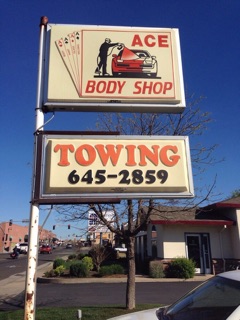 ACE
BODY SHOP
TOWING
645-2859